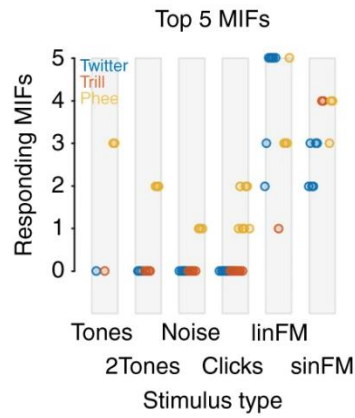 Top 5 MIFs
Responding MIFs
5
4
3
2
1
0
Twitter
Trill
Phee
Tones
Noise
linFM
2Tones
Clicks
sinFM
Stimulus type